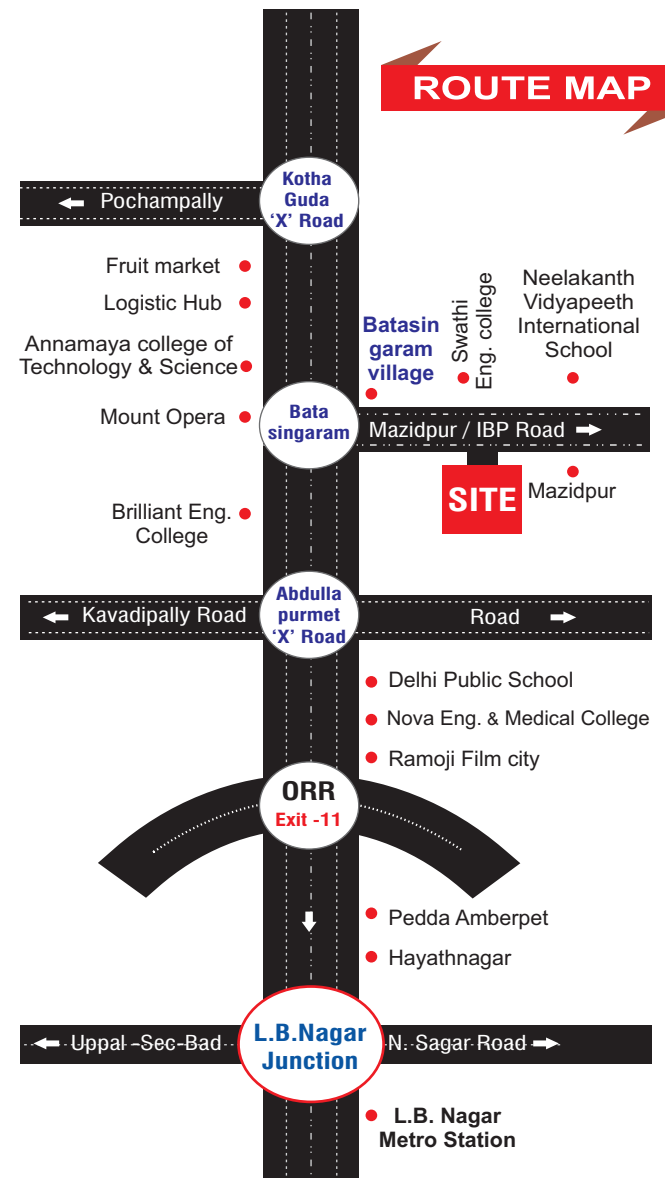 ROUTE MAP
Kotha
Guda
‘X’ Road
Pochampally
Fruit market
Logistic Hub
Annamaya college of
Technology & Science
Mount Opera
Batasin
garam
village
Swathi
Eng. college
Neelakanth
Vidyapeeth
International
School
Bata
singaram
Mazidpur / IBP Road
SITE
Mazidpur
Brilliant Eng.
College
Abdulla
purmet
‘X’ Road
Kavadipally Road
Road
Delhi Public School
Nova Eng. & Medical College
Ramoji Film city
ORR
Exit -11
Pedda Amberpet
Hayathnagar
Uppal -Sec-Bad
L.B.Nagar
Junction
N. Sagar Road
L.B. Nagar
Metro Station